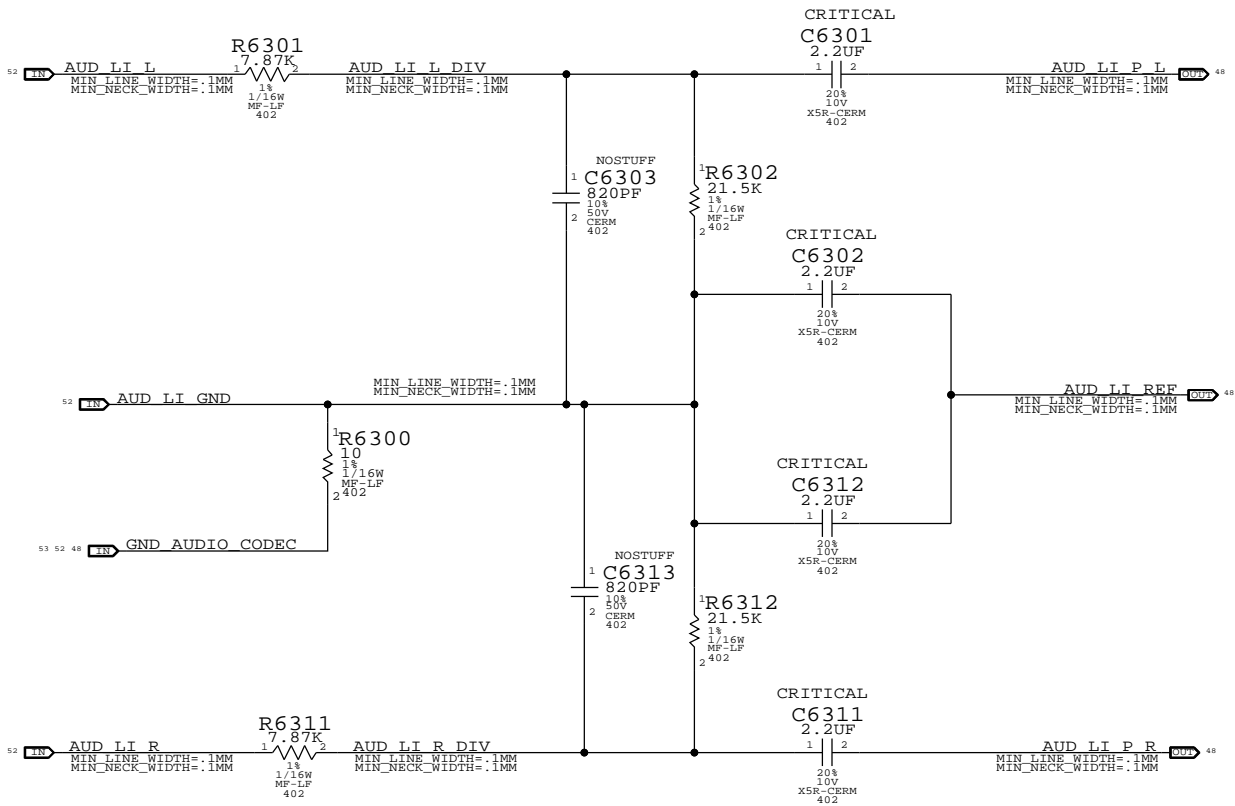 CRITICAL
C6301
2.2UF
1 2
20%
10V
X5R-CERM
402
R6301
7.87K
1 2
1%
1/16W
MF-LF
402
52 IN AUD_LI_L
MIN_LINE_WIDTH=.1MM
MIN_NECK_WIDTH=.1MM
AUD_LI_L_DIV
MIN_LINE_WIDTH=.1MM
MIN_NECK_WIDTH=.1MM
AUD_LI_P_L OUT 48
MIN_LINE_WIDTH=.1MM
MIN_NECK_WIDTH=.1MM
NOSTUFF
1 C6303
820PF
10%
50V
2 CERM
402
1 R6302
21.5K
1%
1/16W
MF-LF
2 402
CRITICAL
C6302
2.2UF
1 2
20%
10V
X5R-CERM
402
52 IN AUD_LI_GND
MIN_LINE_WIDTH=.1MM
MIN_NECK_WIDTH=.1MM
AUD_LI_REF OUT 48
MIN_LINE_WIDTH=.1MM
MIN_NECK_WIDTH=.1MM
1 R6300
10
1%
1/16W
MF-LF
2 402
CRITICAL
C6312
2.2UF
1 2
20%
10V
X5R-CERM
402
53 52 48 IN GND_AUDIO_CODEC
NOSTUFF
1 C6313
820PF
10%
50V
2 CERM
402
1 R6312
21.5K
1%
1/16W
MF-LF
2 402
CRITICAL
C6311
2.2UF
1 2
20%
10V
X5R-CERM
402
R6311
7.87K
1 2
1%
1/16W
MF-LF
402
52 IN AUD_LI_R
MIN_LINE_WIDTH=.1MM
MIN_NECK_WIDTH=.1MM
AUD_LI_R_DIV
MIN_LINE_WIDTH=.1MM
MIN_NECK_WIDTH=.1MM
AUD_LI_P_R OUT 48
MIN_LINE_WIDTH=.1MM
MIN_NECK_WIDTH=.1MM